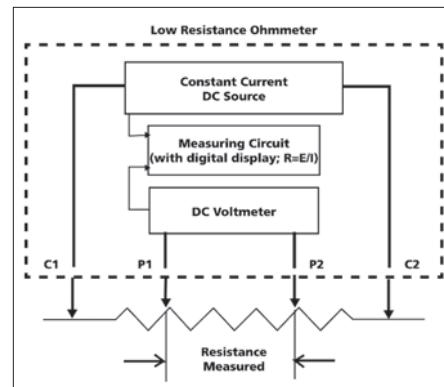 Low Resistance Ohmmeter
Constant Current
DC Source
Measuring Circuit
(with digital display; R=E/I)
DC Voltmeter
C1 P1 P2 C2
Resistance
Measured